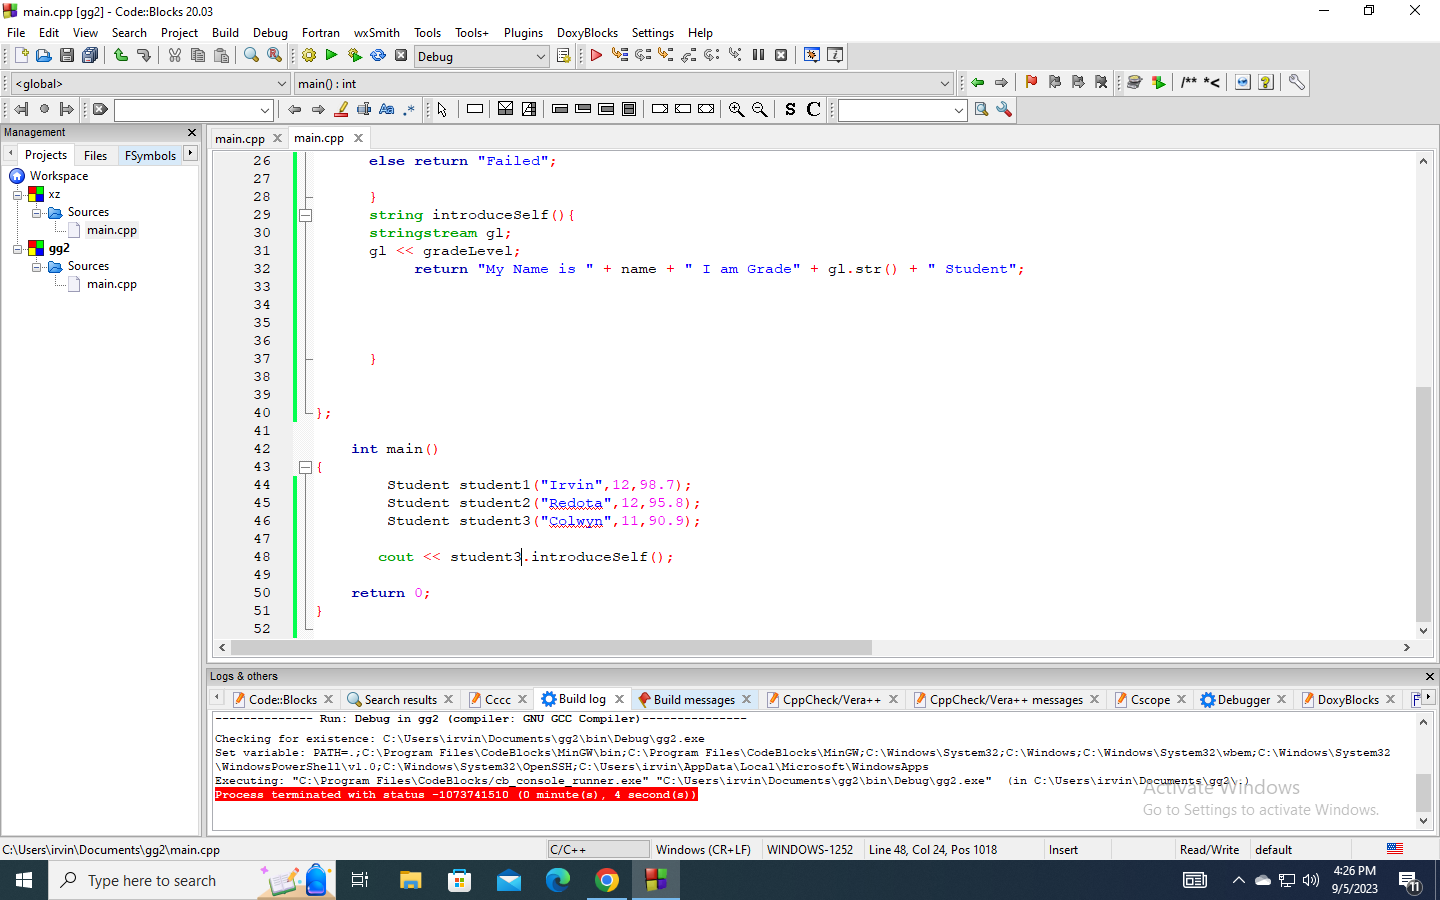 main.cpp [gg2] - Code::Blocks 20.03
File Edit View Search Project Build Debug Fortran wxSmith Tools Tools+ Plugins DoxyBlocks Settings Help
Debug
<global> main() : int
/** *<
Aa .* S C
Management
Projects Files FSymbols
Workspace
xz
Sources
main.cpp
gg2
Sources
main.cpp
main.cpp main.cpp
26 else return "Failed";
27
28 }
29 string introduceSelf(){
30 stringstream gl;
31 gl << gradeLevel;
32 return "My Name is " + name + " I am Grade" + gl.str() + " Student";
33
34
35
36
37 }
38
39
40 };
41
42 int main()
43 {
44 Student student1("Irvin",12,98.7);
45 Student student2("Redota",12,95.8);
46 Student student3("Colwyn",11,90.9);
47
48 cout << student3.introduceSelf();
49
50 return 0;
51 }
52
Logs & others
Code::Blocks Search results Cccc Build log Build messages CppCheck/Vera++ CppCheck/Vera++ messages Cscope Debugger DoxyBlocks F
-------------- Run: Debug in gg2 (compiler: GNU GCC Compiler)---------------
Checking for existence: C:\Users\irvin\Documents\gg2\bin\Debug\gg2.exe
Set variable: PATH=.;C:\Program Files\CodeBlocks\MinGW\bin;C:\Program Files\CodeBlocks\MinGW;C:\Windows\System32;C:\Windows;C:\Windows\System32\wbem;C:\Windows\System32
\WindowsPowerShell\v1.0;C:\Windows\System32\OpenSSH;C:\Users\irvin\AppData\Local\Microsoft\WindowsApps
Executing: "C:\Program Files\CodeBlocks/cb_console_runner.exe" "C:\Users\irvin\Documents\gg2\bin\Debug\gg2.exe" (in C:\Users\irvin\Documents\gg2\.)
Process terminated with status -1073741510 (0 minute(s), 4 second(s))
Activate Windows
Go to Settings to activate Windows.
C:\Users\irvin\Documents\gg2\main.cpp C/C++ Windows (CR+LF) WINDOWS-1252 Line 48, Col 24, Pos 1018 Insert Read/Write default
Type here to search
4:26 PM
9/5/2023
11